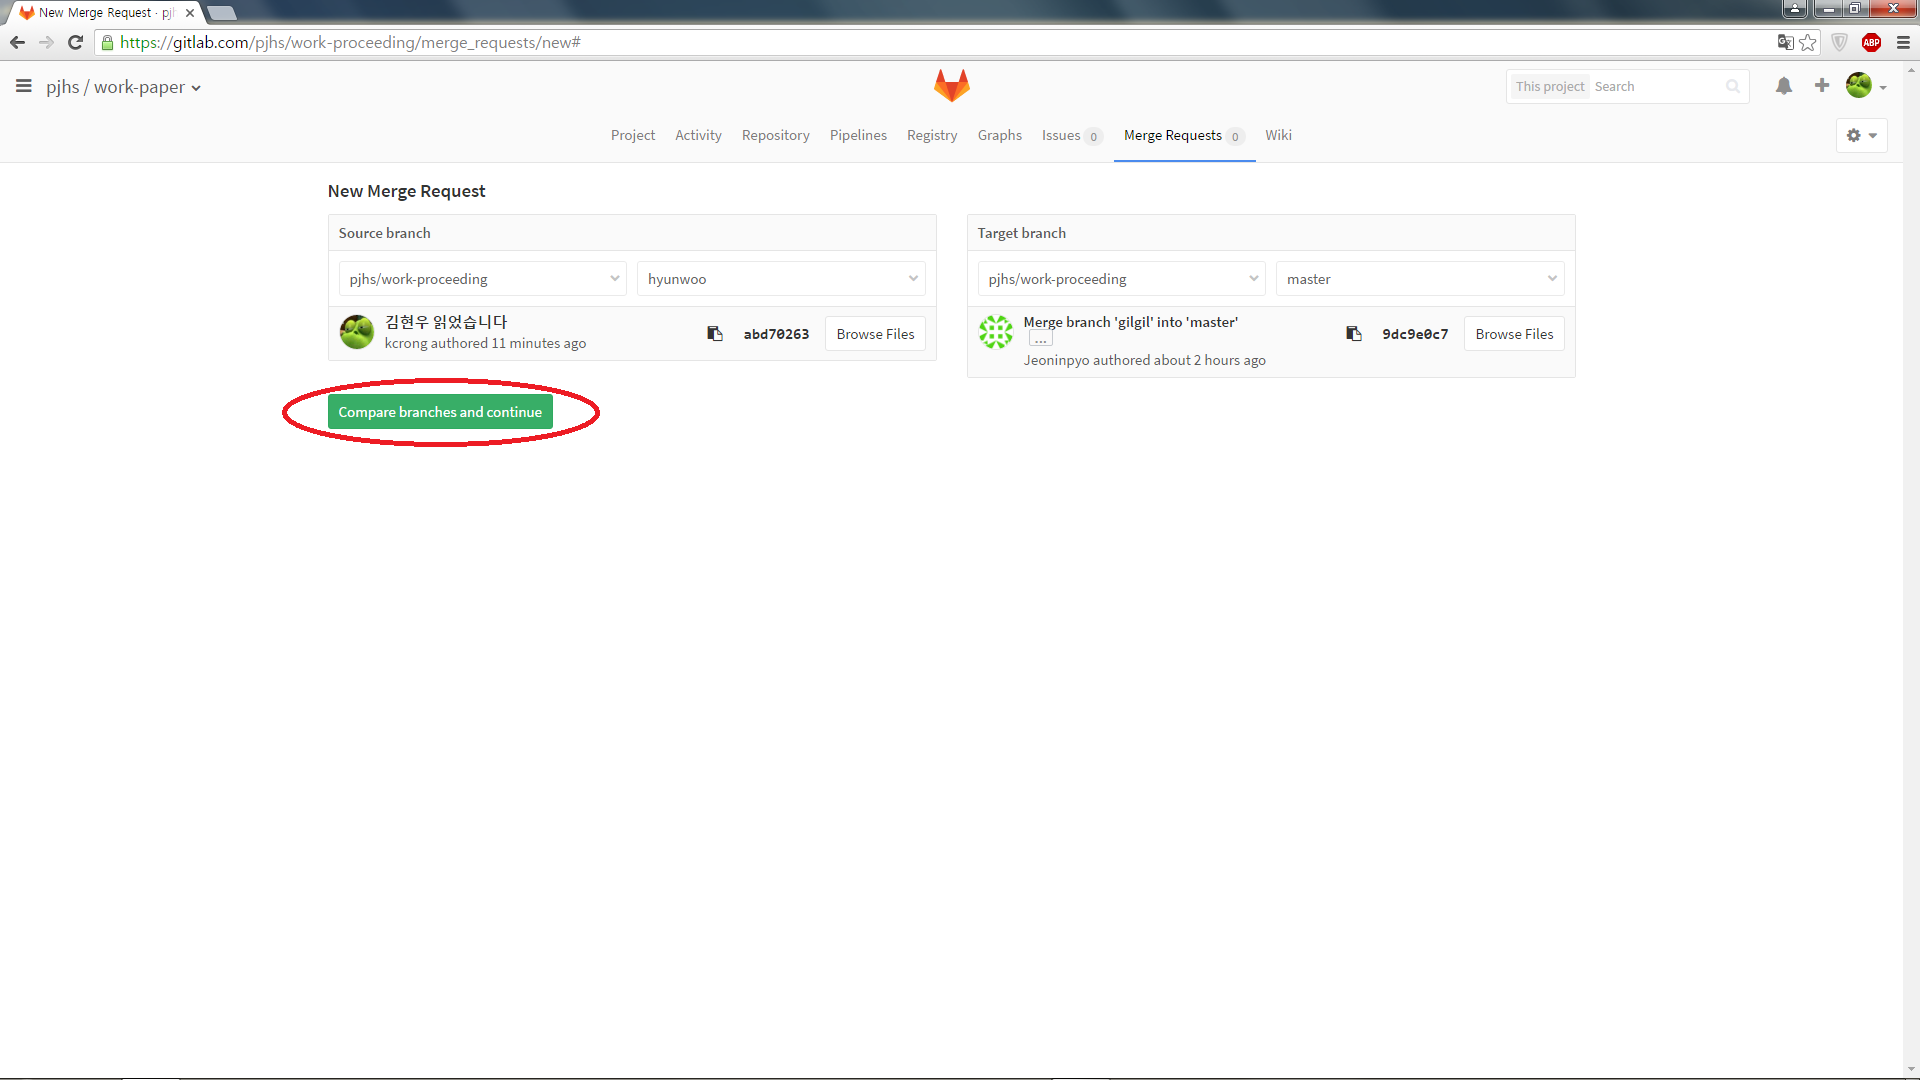 New Merge Request · pjh
https://gitlab.com/pjhs/work-proceeding/merge_requests/new#
ABP
pjhs / work-paper
This project Search
Project Activity Repository Pipelines Registry Graphs Issues 0 Merge Requests 0 Wiki
New Merge Request
Source branch
pjhs/work-proceeding hyunwoo
김현우 읽었습니다
kcrong authored 11 minutes ago
abd70263 Browse Files
Target branch
pjhs/work-proceeding master
Merge branch 'gilgil' into 'master'
...
Jeoninpyo authored about 2 hours ago
9dc9e0c7 Browse Files
Compare branches and continue